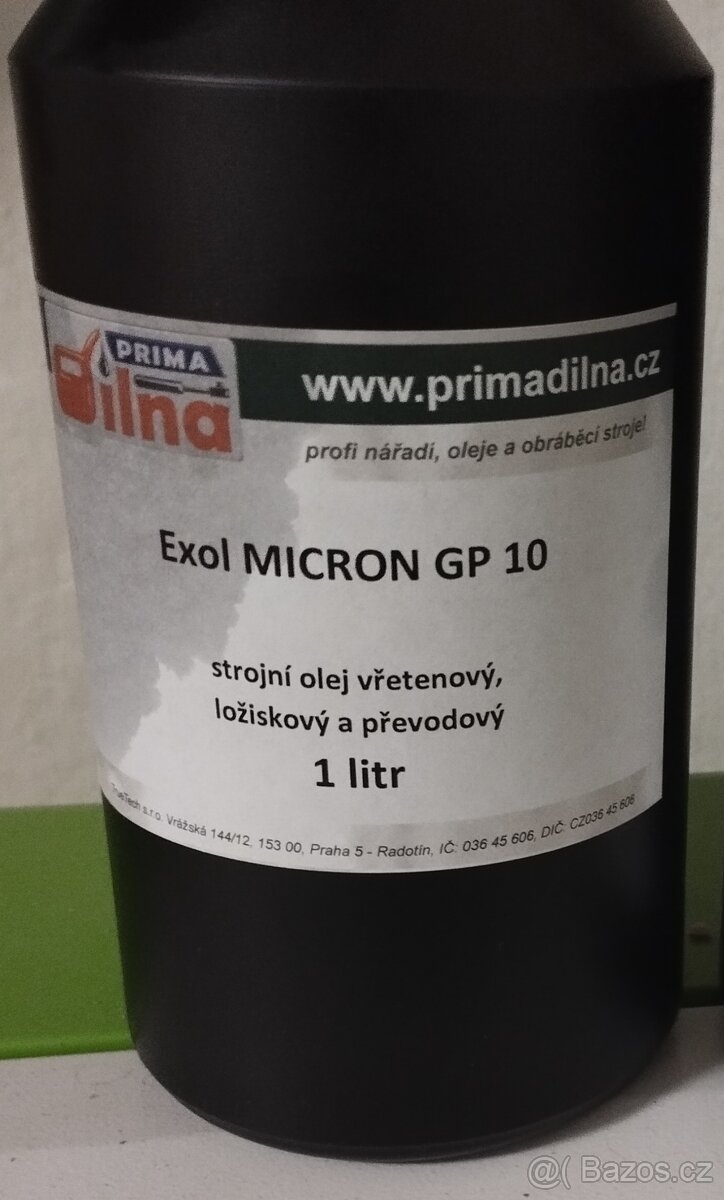 PRIMA
Dílna
www.primadilna.cz
profi nářadí, oleje a obráběcí stroje!
Exol MICRON GP 10
strojní olej vřetenový,
ložiskový a převodový
1 litr
TrueTech s.r.o. Vrážská 144/12, 153 00, Praha 5 - Radotín, IČ: 036 45 606, DIČ: CZ036 45 606
@( Bazos.cz